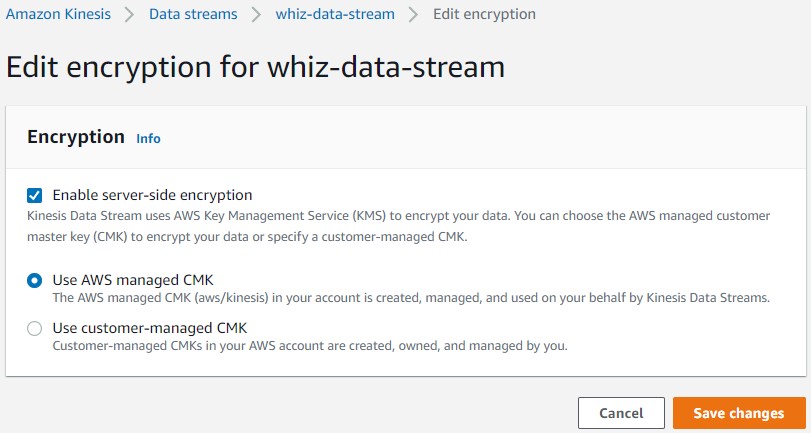 Amazon Kinesis > Data streams > whiz-data-stream > Edit encryption
Edit encryption for whiz-data-stream
Encryption Info
Enable server-side encryption
Kinesis Data Stream uses AWS Key Management Service (KMS) to encrypt your data. You can choose the AWS managed customer
master key (CMK) to encrypt your data or specify a customer-managed CMK.
Use AWS managed CMK
The AWS managed CMK (aws/kinesis) in your account is created, managed, and used on your behalf by Kinesis Data Streams.
Use customer-managed CMK
Customer-managed CMKs in your AWS account are created, owned, and managed by you.
Cancel Save changes